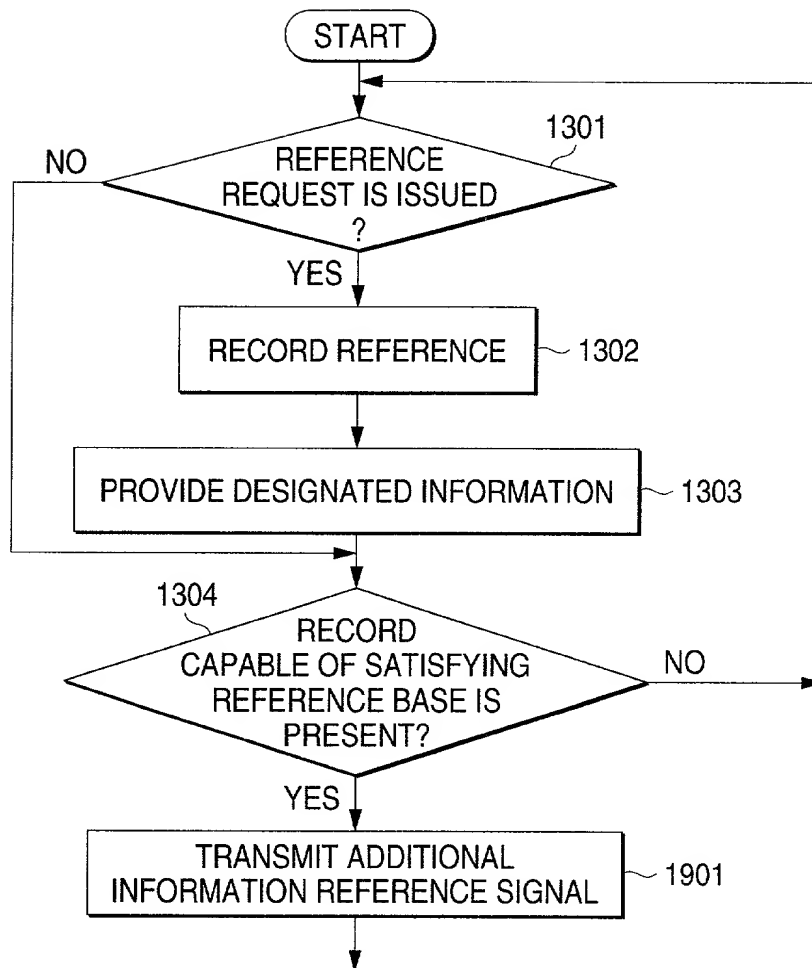 START
1301
NO
REFERENCE
REQUEST IS ISSUED
?
YES
RECORD REFERENCE
1302
PROVIDE DESIGNATED INFORMATION
1303
1304
RECORD
CAPABLE OF SATISFYING
REFERENCE BASE IS
PRESENT?
NO
YES
TRANSMIT ADDITIONAL
INFORMATION REFERENCE SIGNAL
1901